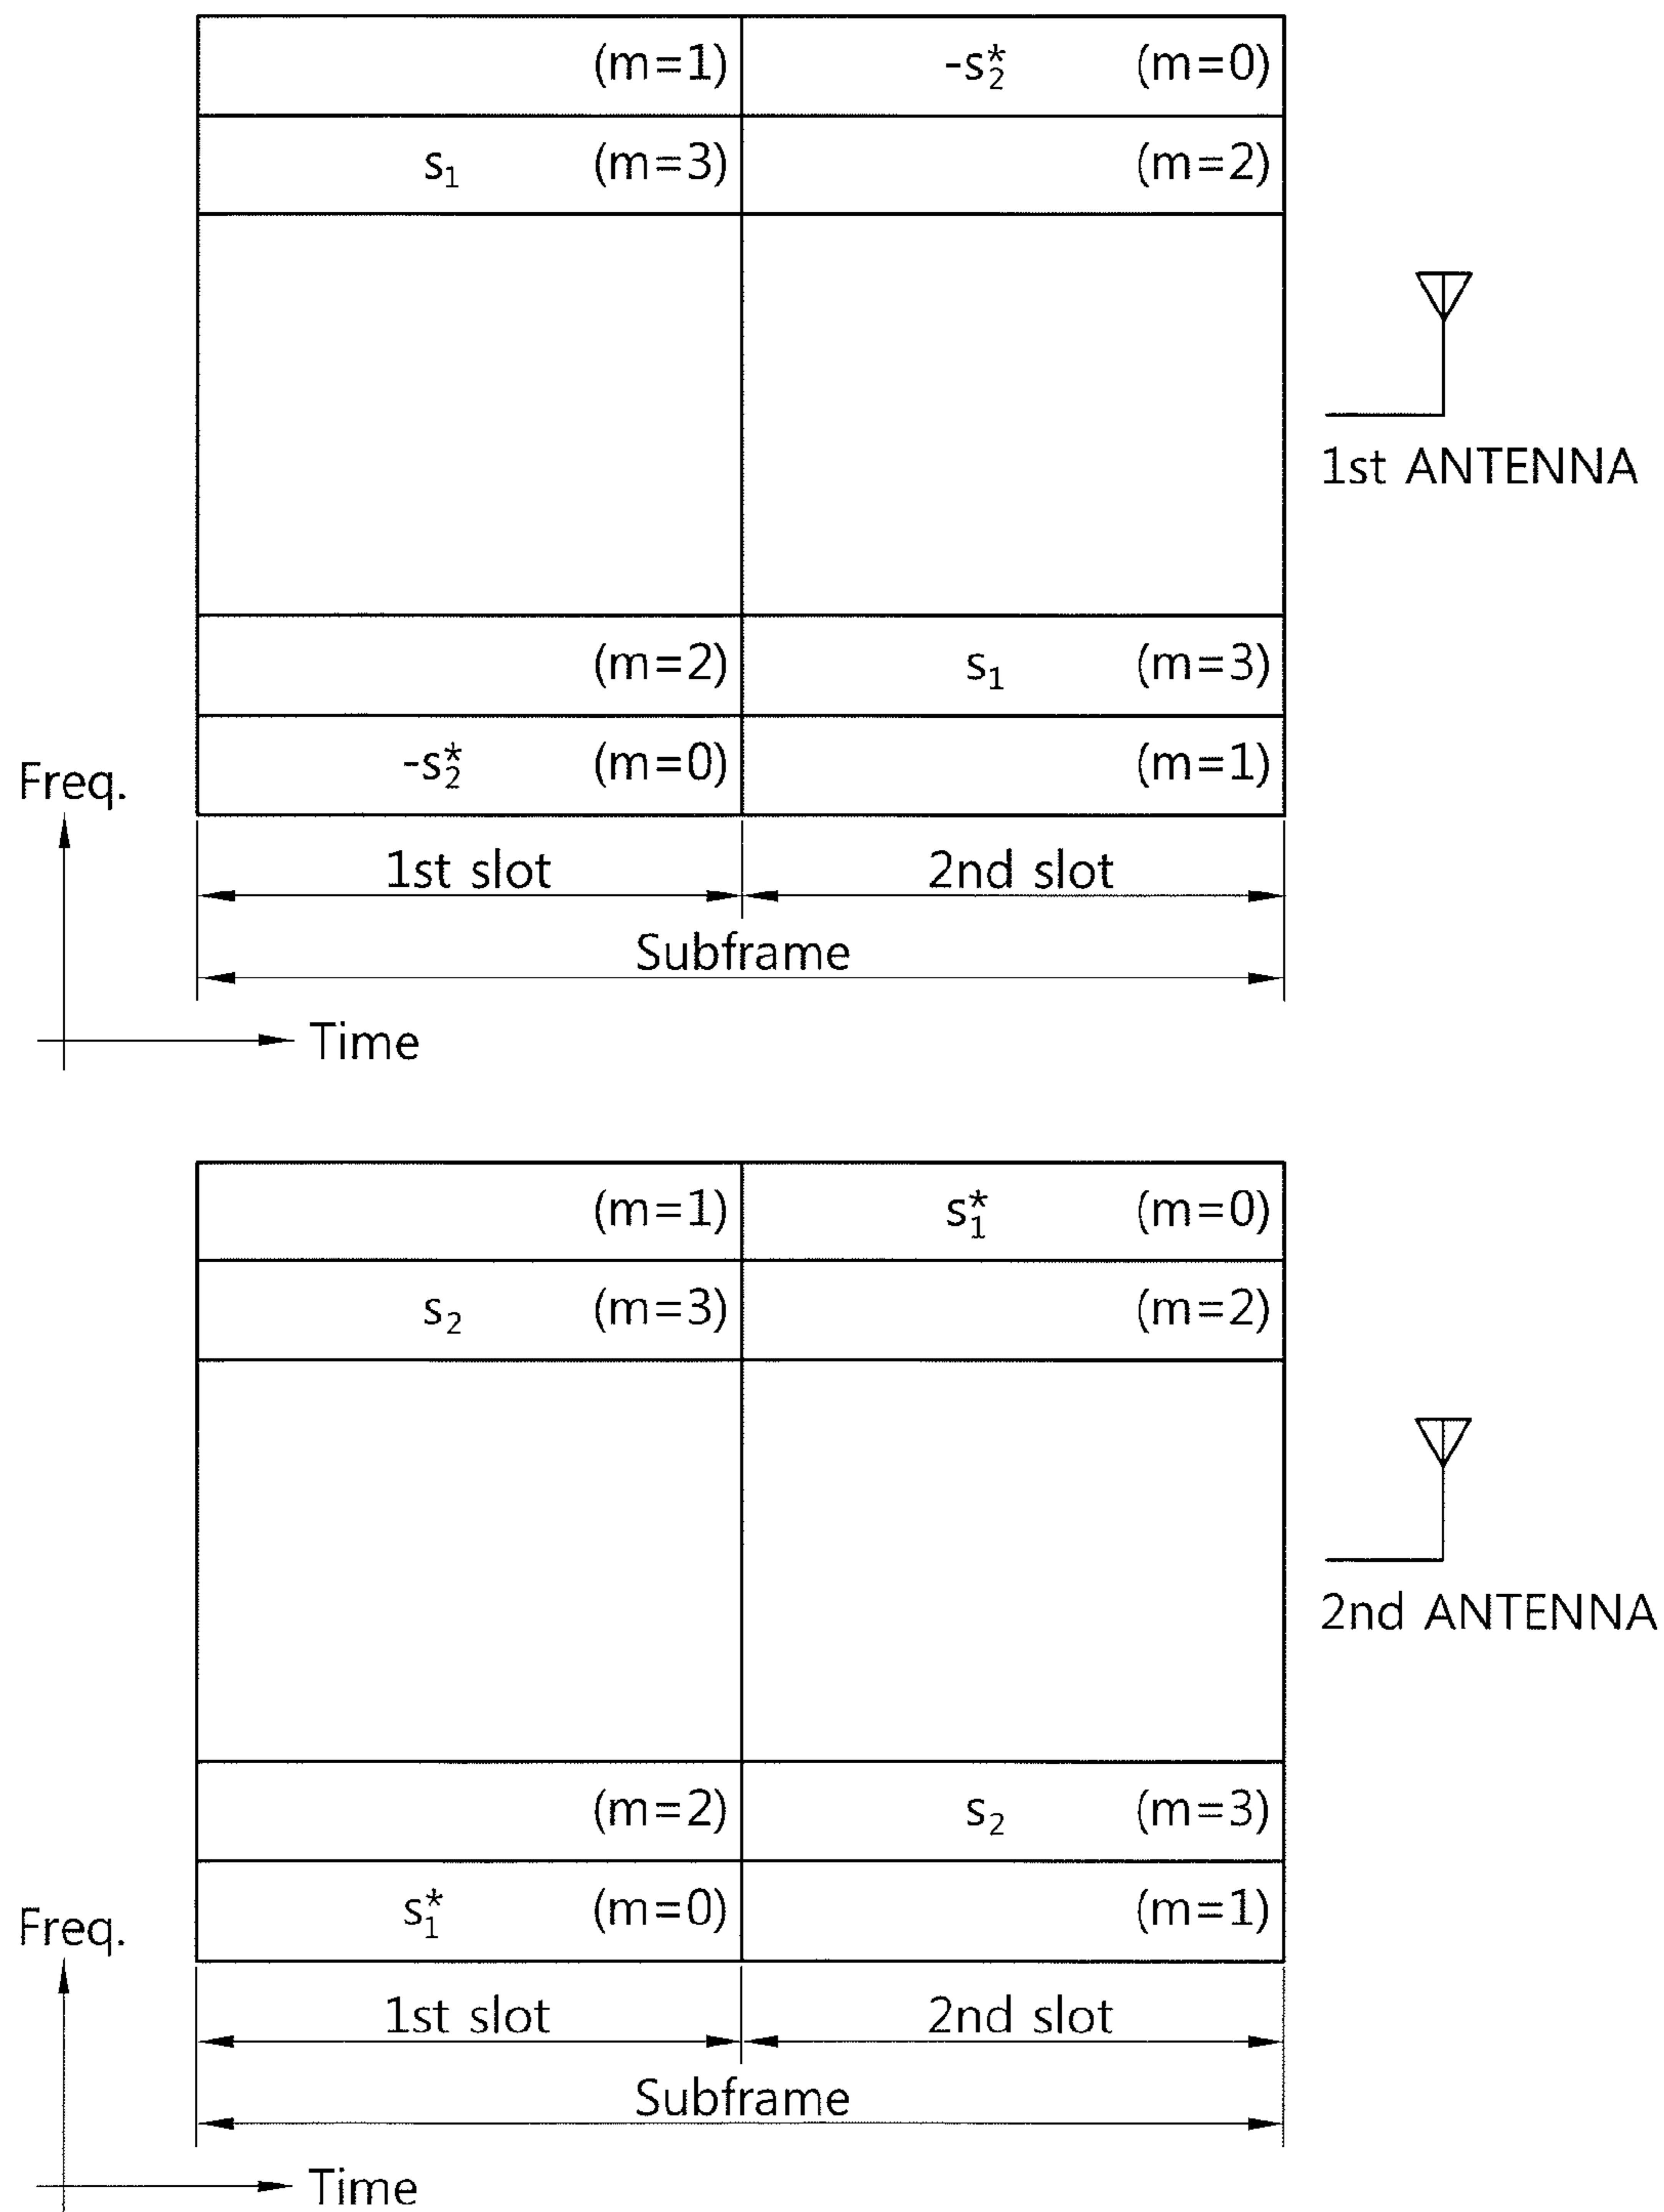 (m=1) -s₂* (m=0)
s₁ (m=3) (m=2)
1st ANTENNA
(m=2) s₁ (m=3)
-s₂* (m=0) (m=1)
Freq.
1st slot 2nd slot
Subframe
Time
(m=1) s₁* (m=0)
s₂ (m=3) (m=2)
2nd ANTENNA
(m=2) s₂ (m=3)
s₁* (m=0) (m=1)
Freq.
1st slot 2nd slot
Subframe
Time